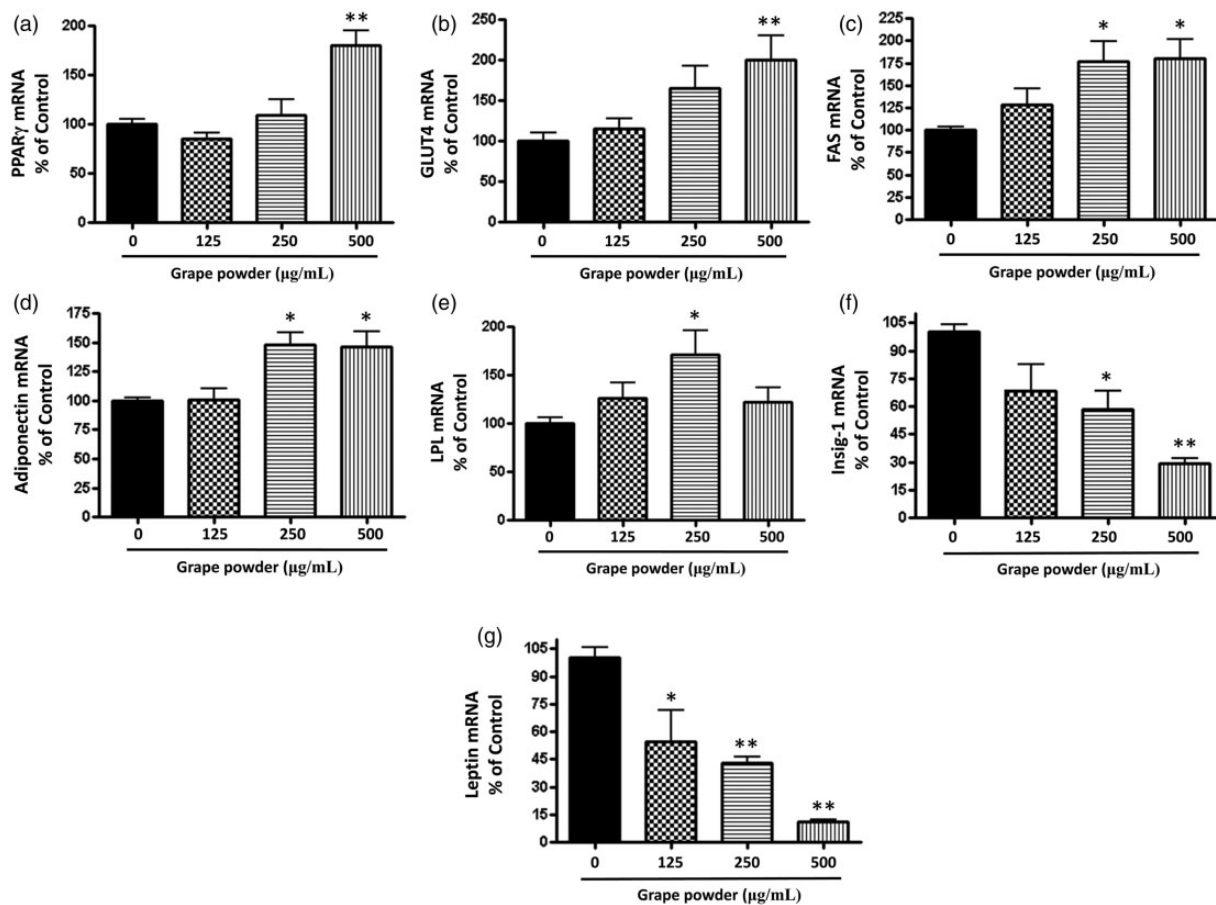 (a)
PPARγ mRNA
% of Control
200
150
100
50
0
**
0 125 250 500
Grape powder (μg/mL)
(b)
GLUT4 mRNA
% of Control
250
200
150
100
50
0
**
0 125 250 500
Grape powder (μg/mL)
(c)
FAS mRNA
% of Control
225
200
175
150
125
100
75
50
25
0
* *
0 125 250 500
Grape powder (μg/mL)
(d)
Adiponectin mRNA
% of Control
175
150
125
100
75
50
25
0
* *
0 125 250 500
Grape powder (μg/mL)
(e)
LPL mRNA
% of Control
200
150
100
50
0
*
0 125 250 500
Grape powder (μg/mL)
(f)
Insig-1 mRNA
% of Control
105
90
75
60
45
30
15
0
*
**
0 125 250 500
Grape powder (μg/mL)
(g)
Leptin mRNA
% of Control
105
90
75
60
45
30
15
0
*
**
**
0 125 250 500
Grape powder (μg/mL)